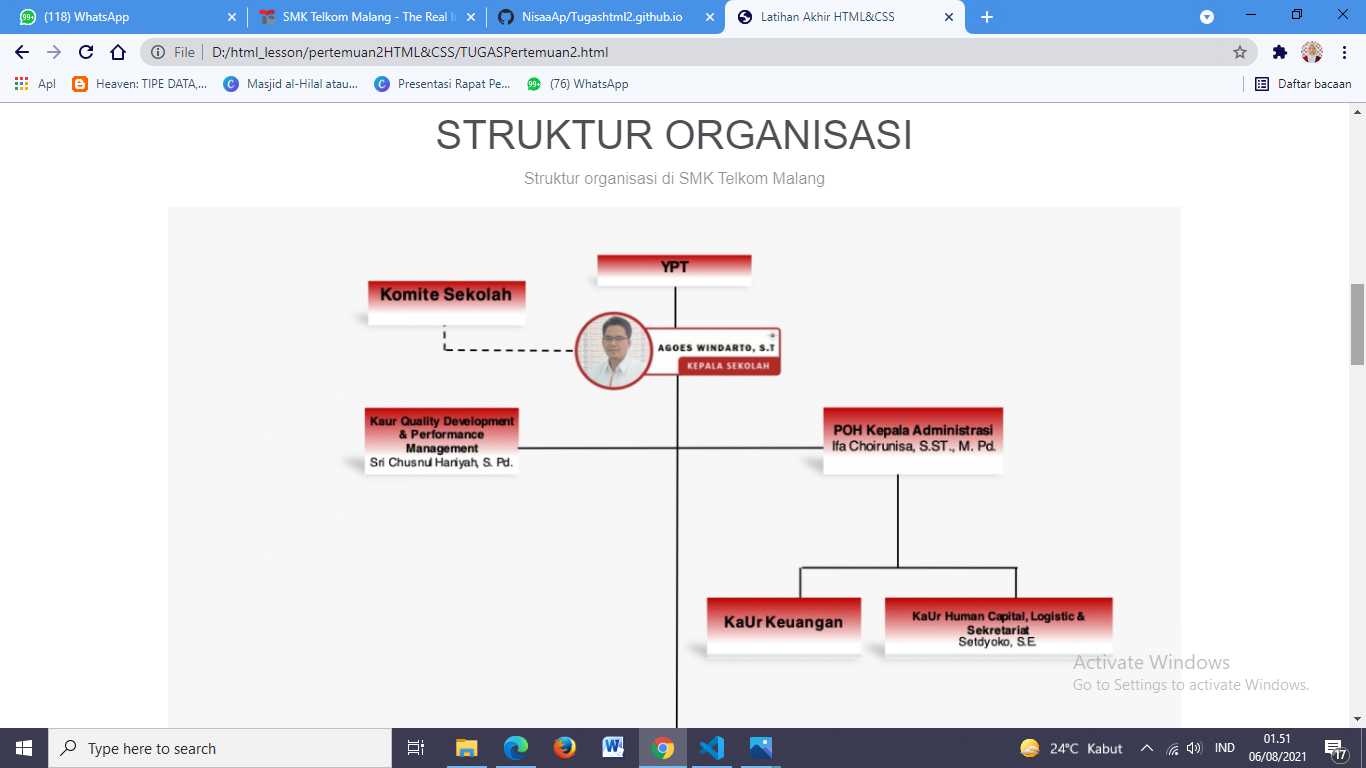 99+ (118) WhatsApp
SMK Telkom Malang - The Real In
NisaaAp/Tugashtml2.github.io
Latihan Akhir HTML&CSS
File D:/html_lesson/pertemuan2HTML&CSS/TUGASPertemuan2.html
Apl
Heaven: TIPE DATA,...
Masjid al-Hilal atau...
Presentasi Rapat Pe...
99+ (76) WhatsApp
Daftar bacaan
STRUKTUR ORGANISASI
Struktur organisasi di SMK Telkom Malang
YPT
Komite Sekolah
AGOES WINDARTO, S.T
KEPALA SEKOLAH
Kaur Quality Development
& Performance
Management
Sri Chusnul Haniyah, S. Pd.
POH Kepala Administrasi
Ifa Choirunisa, S.ST., M. Pd.
KaUr Keuangan
KaUr Human Capital, Logistic &
Sekretariat
Setdyoko, S.E.
Activate Windows
Go to Settings to activate Windows.
Type here to search
24°C Kabut
IND
01.51
06/08/2021
17